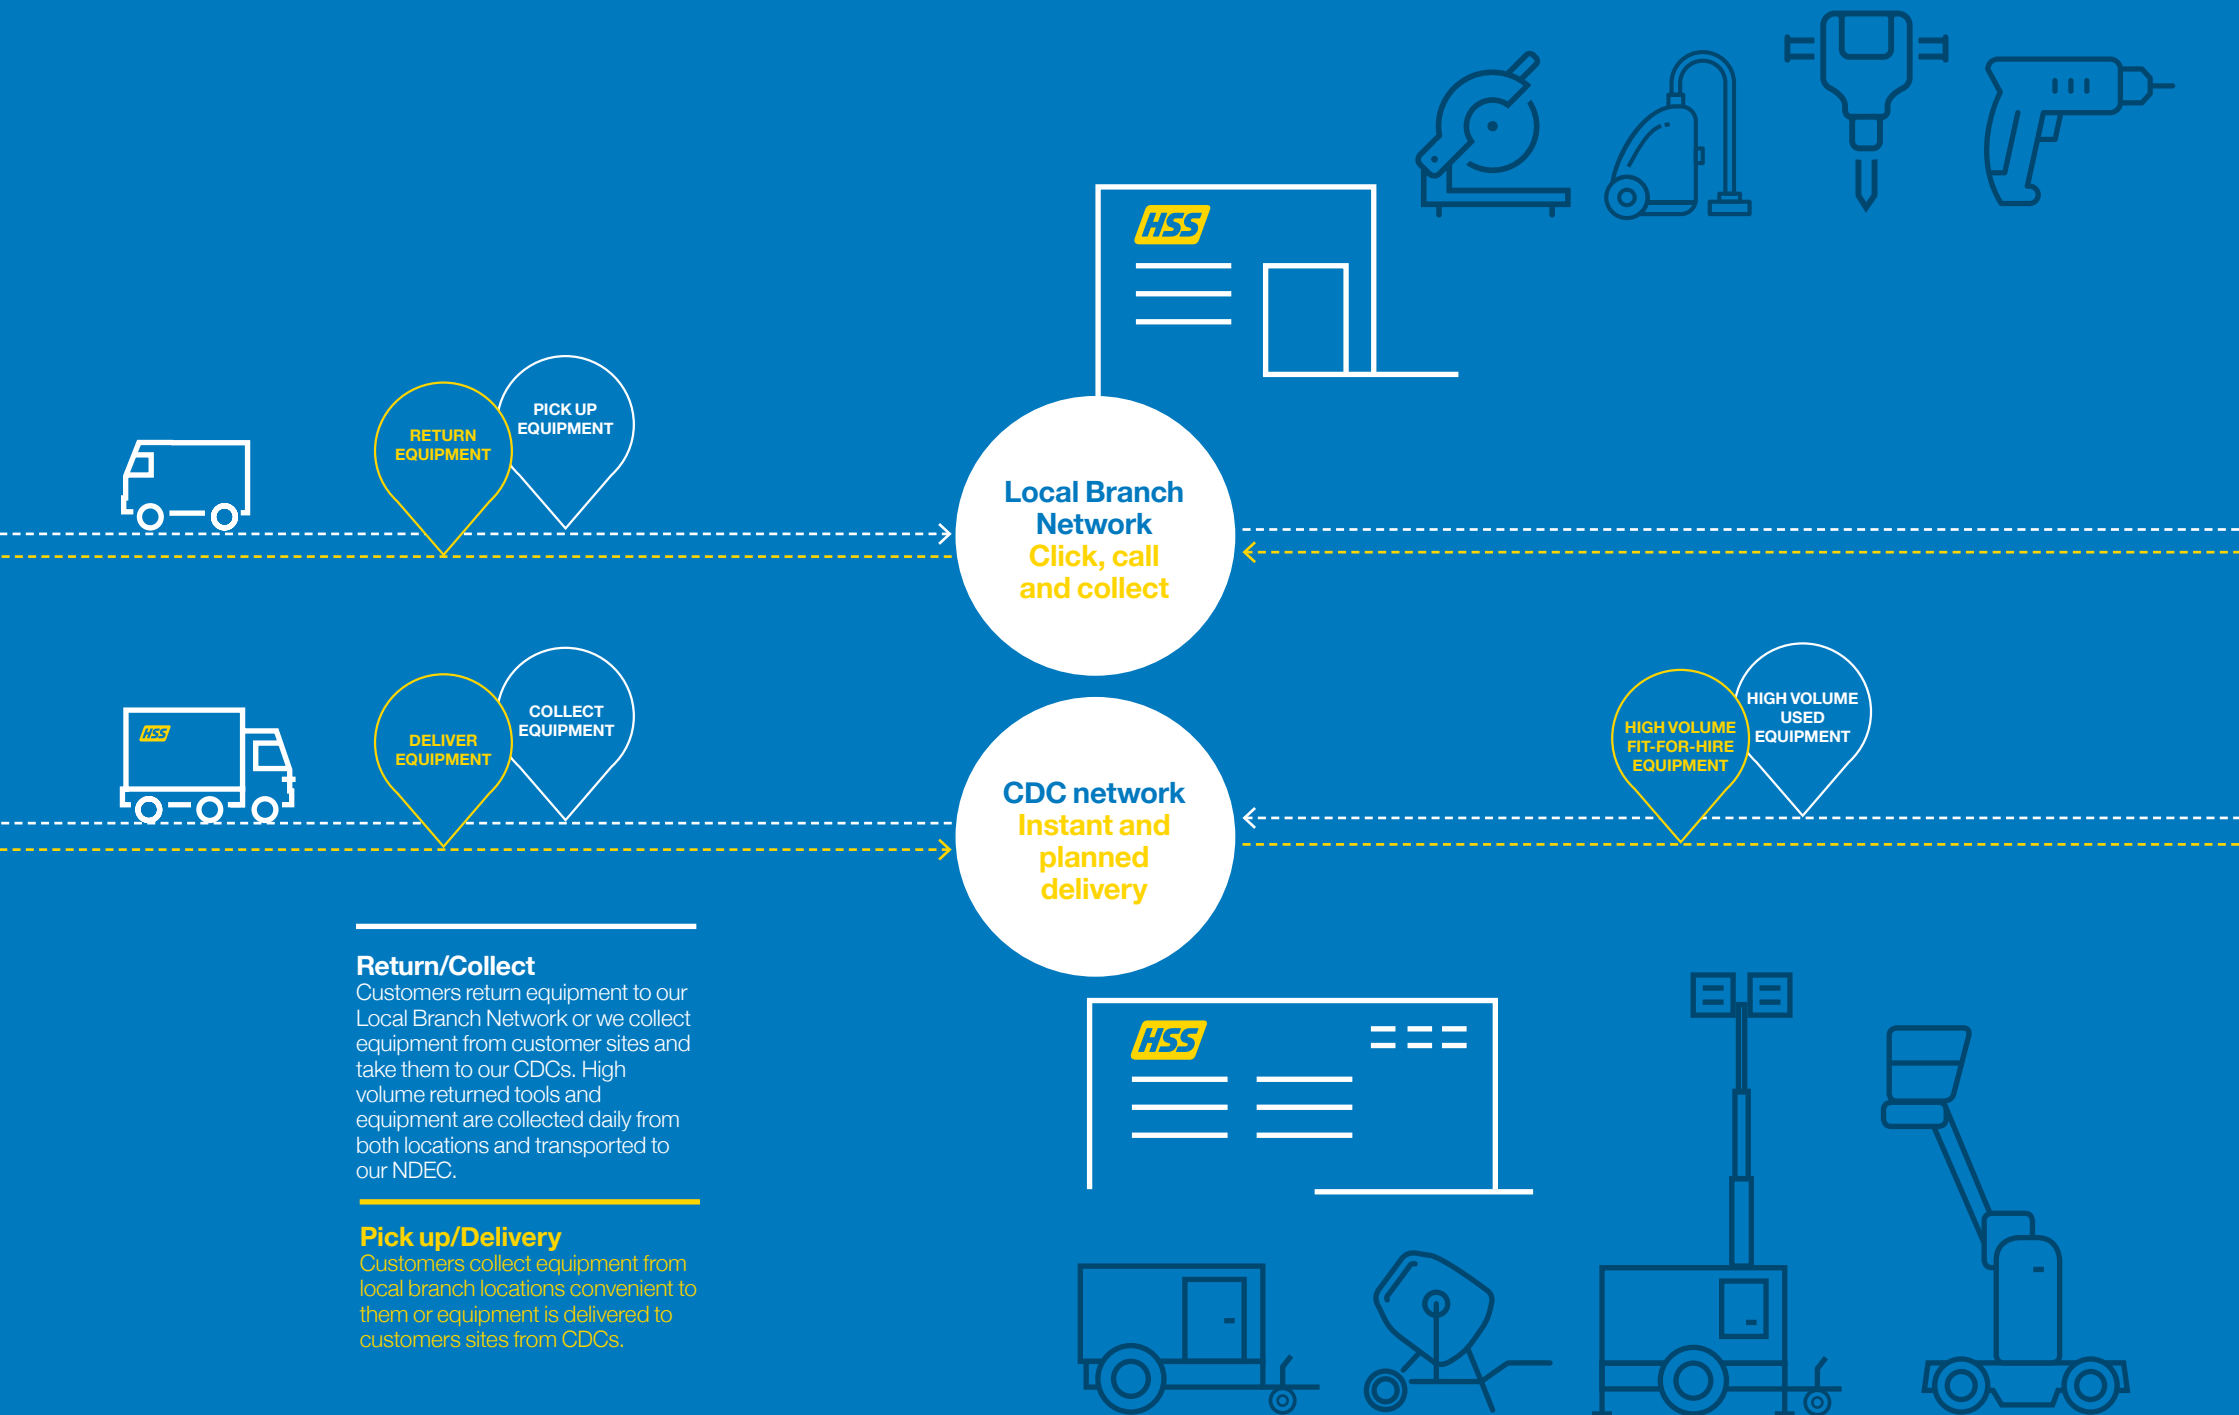 HSS
PICK UP
EQUIPMENT
RETURN
EQUIPMENT
Local Branch
Network
Click, call
and collect
COLLECT
EQUIPMENT
DELIVER
EQUIPMENT
HSS
HIGH VOLUME
USED
EQUIPMENT
HIGH VOLUME
FIT-FOR-HIRE
EQUIPMENT
CDC network
Instant and
planned
delivery
Return/Collect
Customers return equipment to our
Local Branch Network or we collect
equipment from customer sites and
take them to our CDCs. High
volume returned tools and
equipment are collected daily from
both locations and transported to
our NDEC.
Pick up/Delivery
Customers collect equipment from
local branch locations convenient to
them or equipment is delivered to
customers sites from CDCs.
HSS